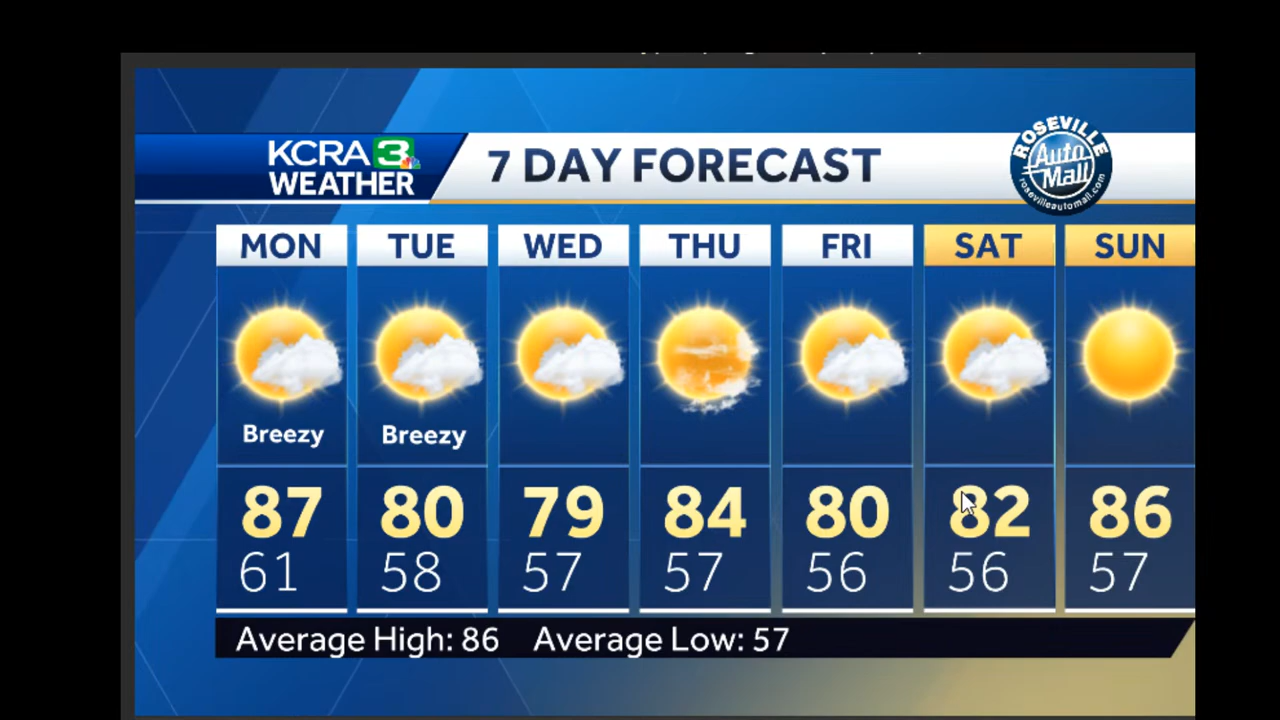 KCRA 3
WEATHER
7 DAY FORECAST
ROSEVILLE
Auto
Mall
rosevilleautomall.com
MON TUE WED THU FRI SAT SUN
Breezy Breezy
87 80 79 84 80 82 86
61 58 57 57 56 56 57
Average High: 86 Average Low: 57